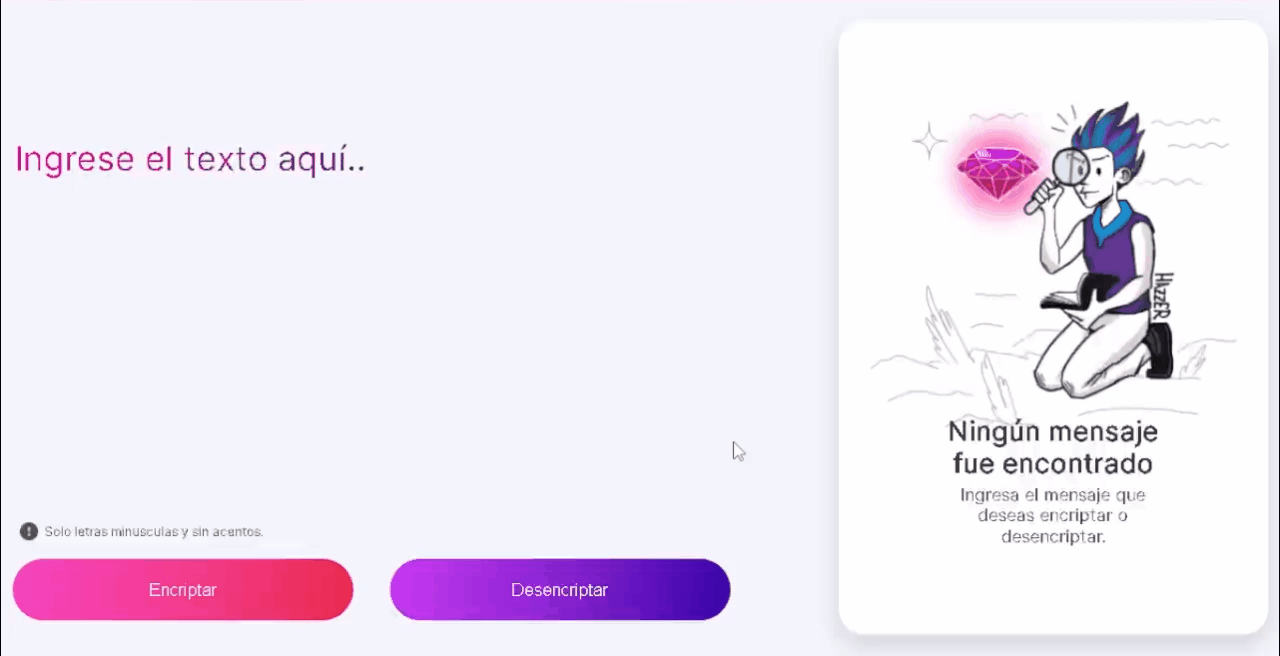 Ingrese el texto aquí..
! Solo letras minusculas y sin acentos.
Encriptar
Desencriptar
HazzER
Ningún mensaje
fue encontrado
Ingresa el mensaje que
deseas encriptar o
desencriptar.